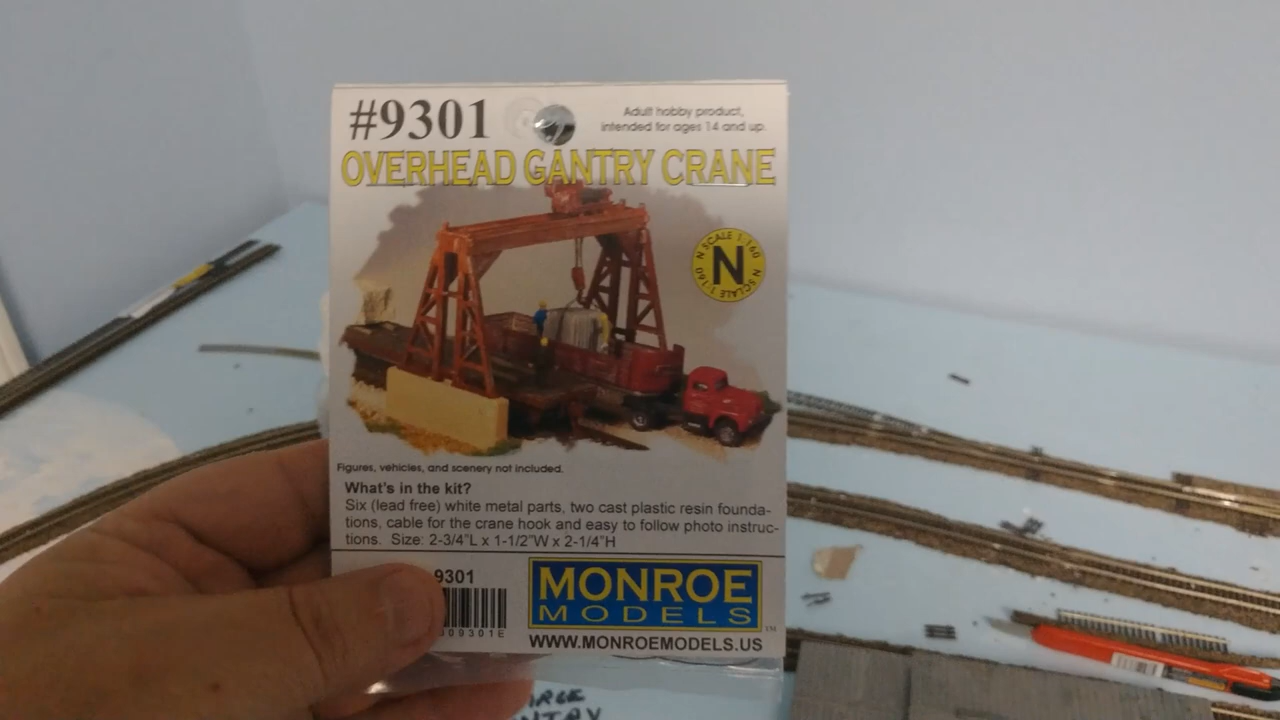 #9301
Adult hobby product,
intended for ages 14 and up.
OVERHEAD GANTRY CRANE
N SCALE 1:160 N SCALE 1:160
N
Figures, vehicles, and scenery not included.
What's in the kit?
Six (lead free) white metal parts, two cast plastic resin founda-
tions, cable for the crane hook and easy to follow photo instruc-
tions. Size: 2-3/4"L x 1-1/2"W x 2-1/4"H
9301
09301E
MONROE
MODELS
TM
WWW.MONROEMODELS.US